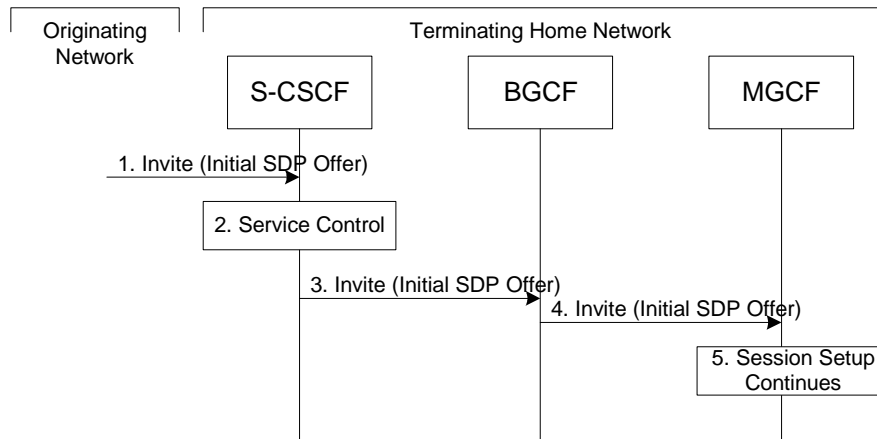 Originating
Network
Terminating Home Network
S-CSCF
BGCF
MGCF
1. Invite (Initial SDP Offer)
2. Service Control
3. Invite (Initial SDP Offer)
4. Invite (Initial SDP Offer)
5. Session Setup
Continues